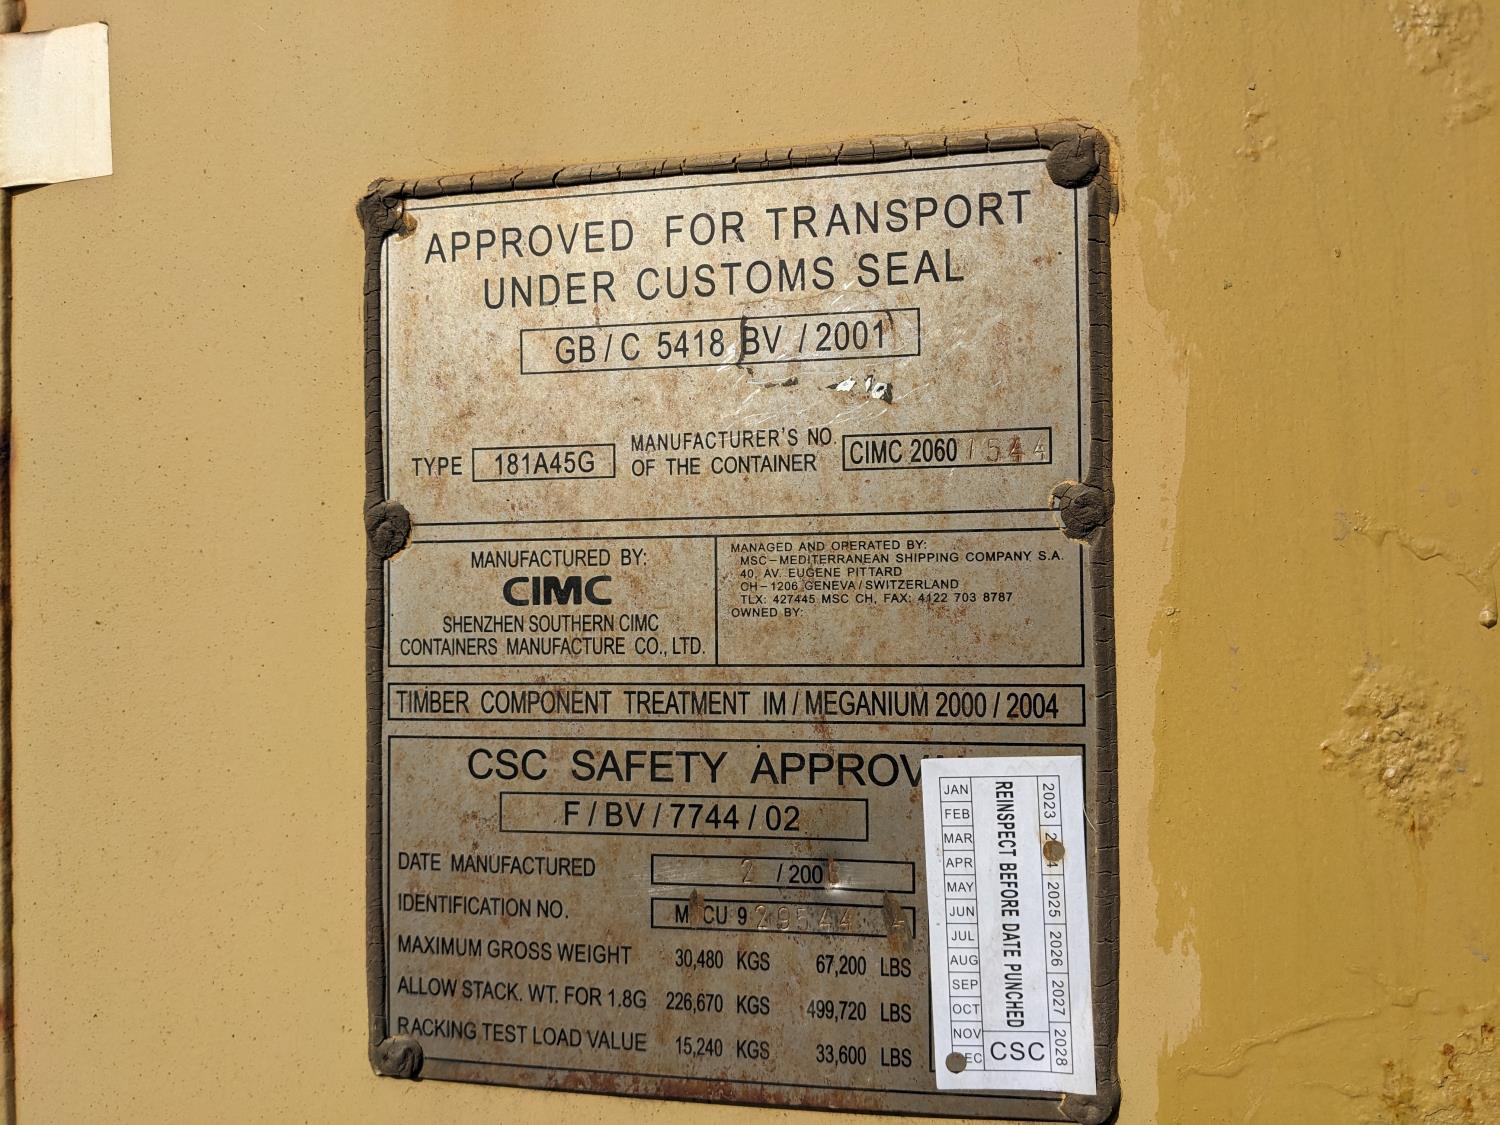 APPROVED FOR TRANSPORT
UNDER CUSTOMS SEAL
GB/C 5418 BV /2001
TYPE 181A45G
MANUFACTURER'S NO.
OF THE CONTAINER
CIMC 2060 1544
MANUFACTURED BY:
CIMC
SHENZHEN SOUTHERN CIMC
CONTAINERS MANUFACTURE CO., LTD.
MANAGED AND OPERATED BY:
MSC-MEDITERRANEAN SHIPPING COMPANY S.A.
40, AV. EUGENE PITTARD
CH-1206 GENEVA/SWITZERLAND
TLX: 427445 MSC CH, FAX: 4122 703 8787
OWNED BY:
TIMBER COMPONENT TREATMENT IM/MEGANIUM 2000/2004
CSC SAFETY
F/BV/7744/02
DATE MANUFACTURED 2 /200
IDENTIFICATION NO. CU 929544 4
MAXIMUM GROSS WEIGHT 30,480 KGS 67,200 LBS
ALLOW STACK. WT. FOR 1.8G 226,670 KGS 499,720 LBS
RACKING TEST LOAD VALUE 15,240 KGS 33,600 LBS
JAN
FEB
MAR
APR
MAY
JUN
JUL
AUG
SEP
OCT
NOV
REINSPECT BEFORE DATE PUNCHED
CSC
2023
2025
2026
2027
2028